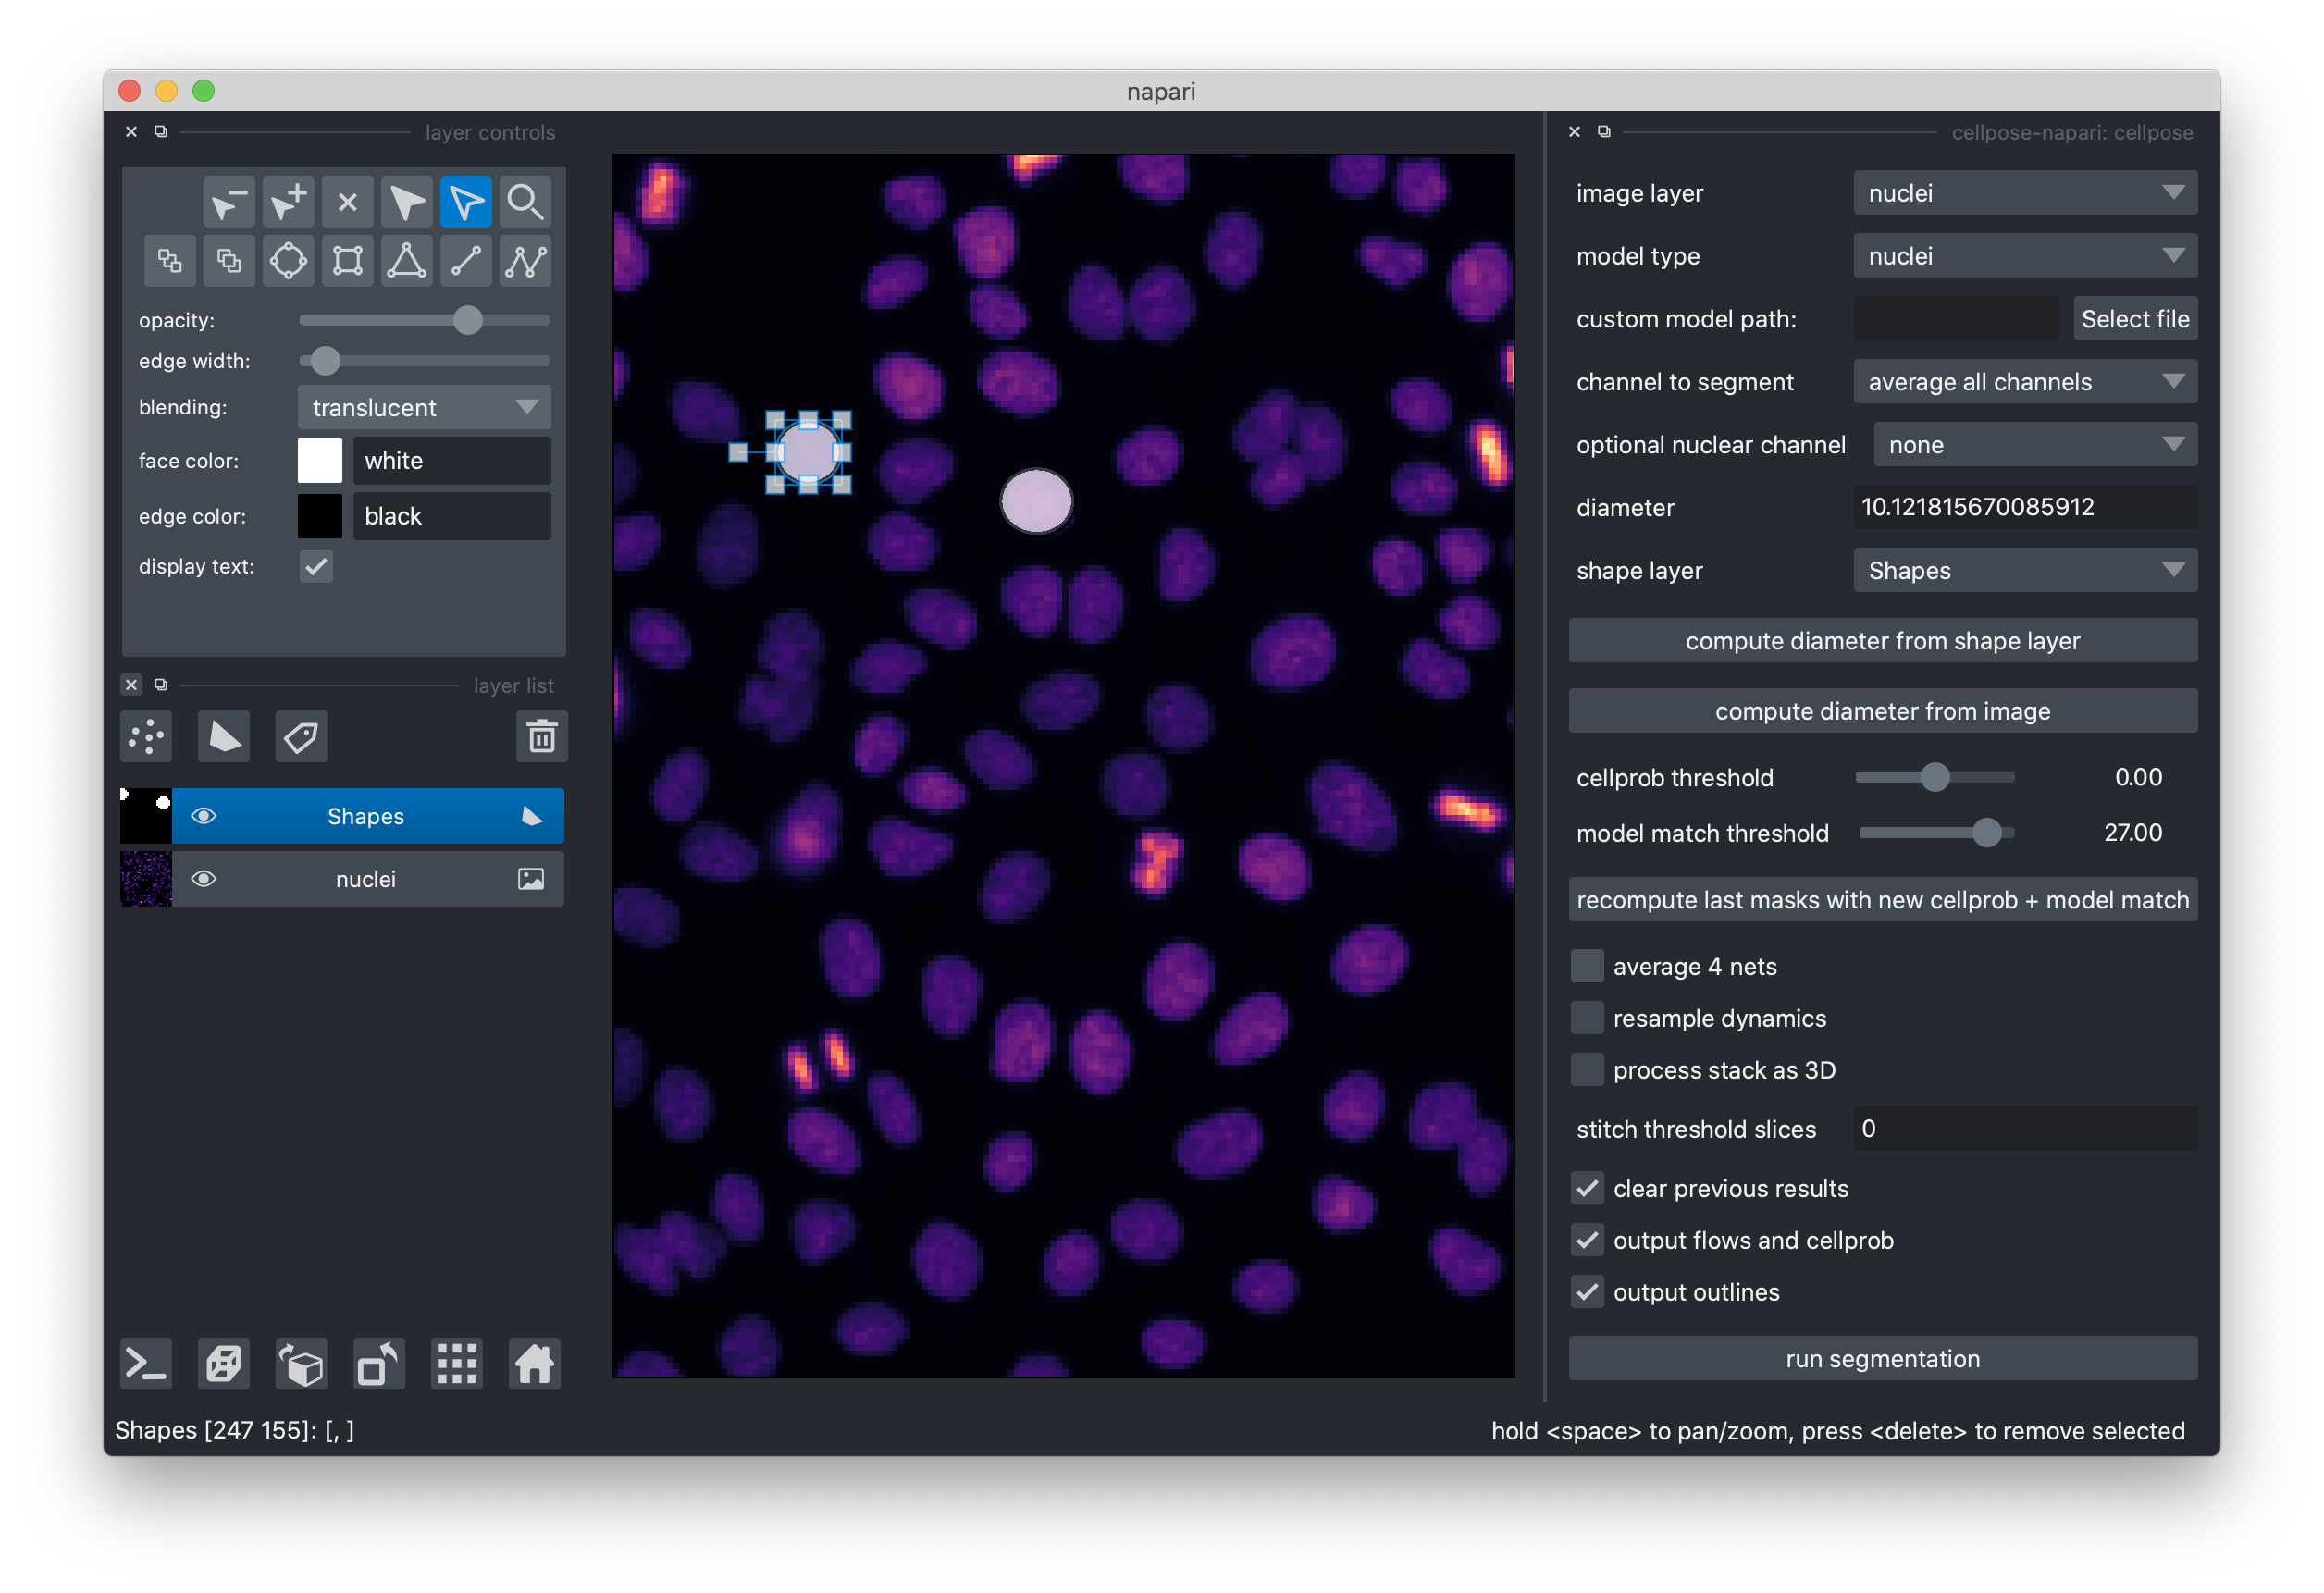 napari
layer controls
opacity:
edge width:
blending:
translucent
face color:
white
edge color:
black
display text:
layer list
Shapes
nuclei
cellpose-napari: cellpose
image layer
nuclei
model type
nuclei
custom model path:
Select file
channel to segment
average all channels
optional nuclear channel
none
diameter
10.121815670085912
shape layer
Shapes
compute diameter from shape layer
compute diameter from image
cellprob threshold
0.00
model match threshold
27.00
recompute last masks with new cellprob + model match
average 4 nets
resample dynamics
process stack as 3D
stitch threshold slices
0
clear previous results
output flows and cellprob
output outlines
run segmentation
Shapes [247 155]: [, ]
hold <space> to pan/zoom, press <delete> to remove selected